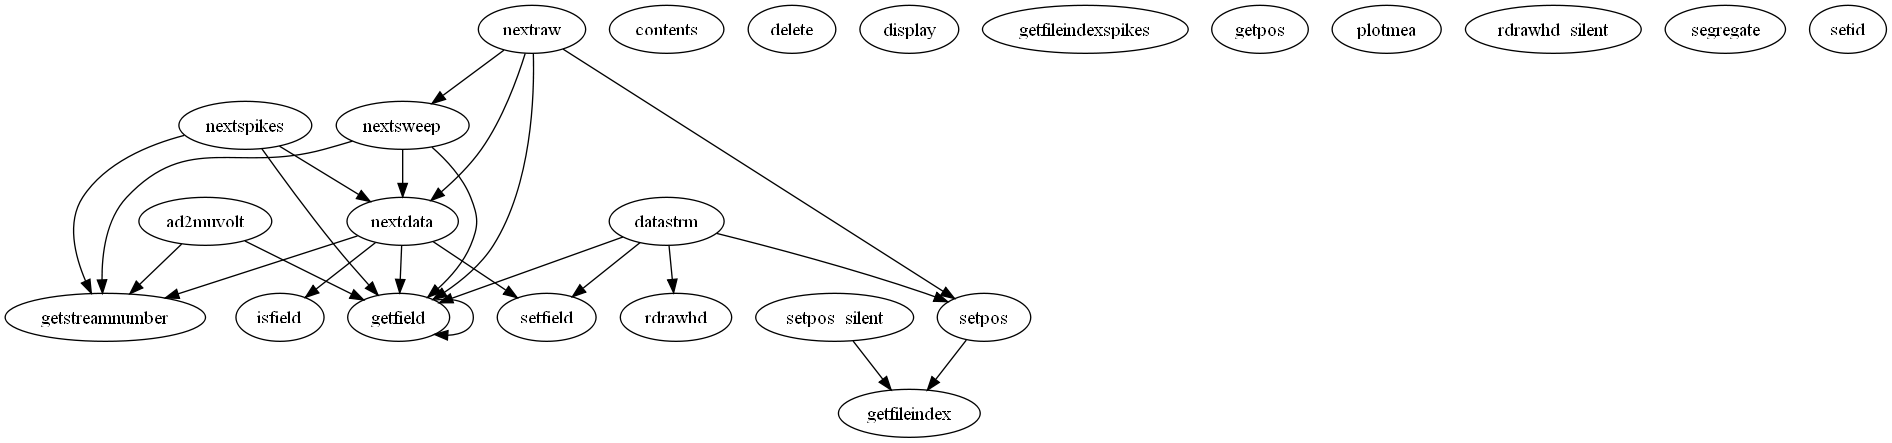 nextraw
contents
delete
display
getfileindexspikes
getpos
plotmea
rdrawhd_silent
segregate
setid
nextspikes
nextsweep
ad2muvolt
nextdata
datastrm
getstreamnumber
isfield
getfield
setfield
rdrawhd
setpos_silent
setpos
getfileindex